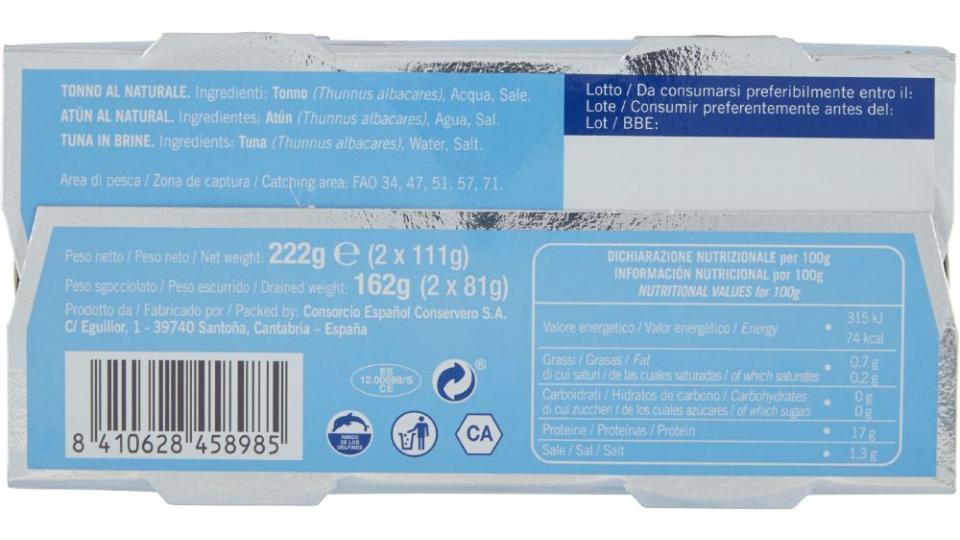 TONNO AL NATURALE. Ingredienti: Tonno (Thunnus albacares), Acqua, Sale.
ATÚN AL NATURAL. Ingredientes: Atún (Thunnus albacares), Agua, Sal.
TUNA IN BRINE. Ingredients: Tuna (Thunnus albacares), Water, Salt.
Area di pesca / Zona de captura / Catching area: FAO 34, 47, 51, 57, 71.
Lotto / Da consumarsi preferibilmente entro il:
Lote / Consumir preferentemente antes del:
Lot / BBE:
Peso netto / Peso neto / Net weight: 222g ℮ (2 x 111g)
Peso sgocciolato / Peso escurrido / Drained weight: 162g (2 x 81g)
Prodotto da / Fabricado por / Packed by: Consorcio Español Conservero S.A.
C/ Eguilior, 1 - 39740 Santoña, Cantabria – España
8 410628 458985
ES
12.00599/S
CE
®
AMIGO
DE LOS
DELFINES
CA
DICHIARAZIONE NUTRIZIONALE per 100g
INFORMACIÓN NUTRICIONAL por 100g
NUTRITIONAL VALUES for 100g
Valore energetico / Valor energético / Energy • 315 kJ
74 kcal
Grassi / Grasas / Fat • 0,7 g
di cui saturi / de las cuales saturadas / of which saturates 0,2 g
Carboidrati / Hidratos de carbono / Carbohydrates • 0 g
di cui zuccheri / de los cuales azúcares / of which sugars 0 g
Proteine / Proteínas / Protein • 17 g
Sale / Sal / Salt • 1,3 g